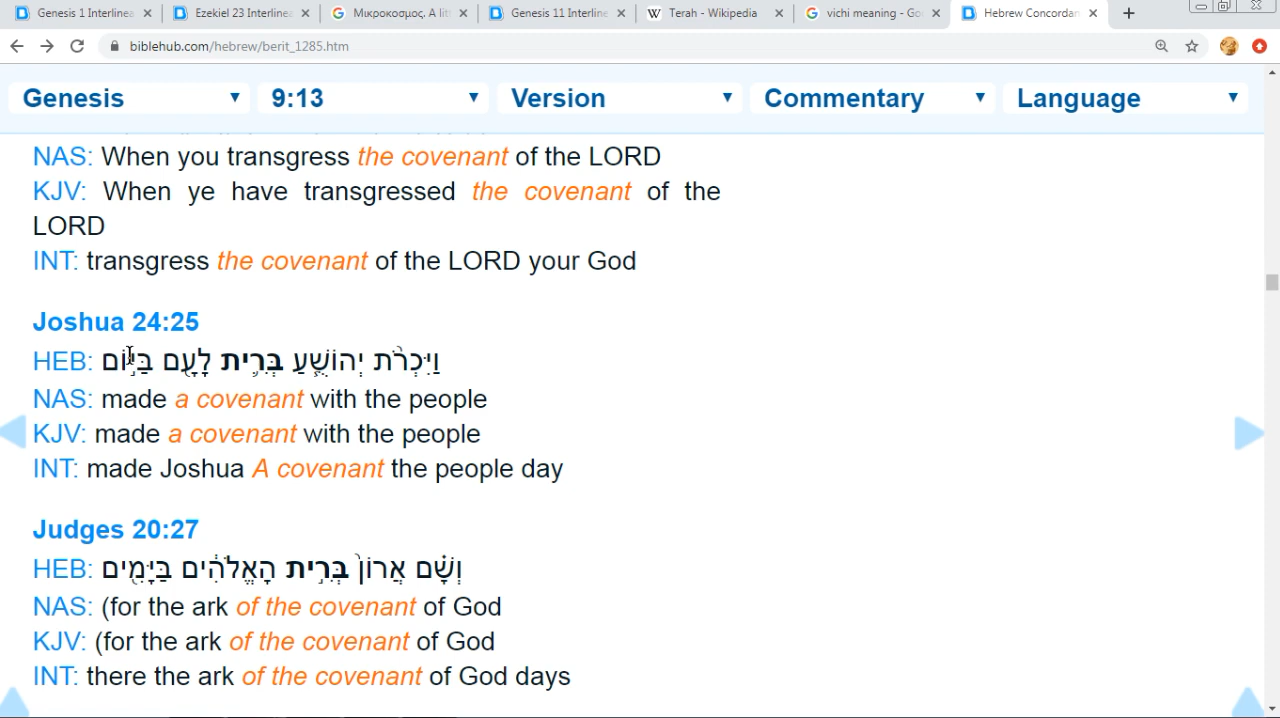 Genesis 1 Interlinea
Ezekiel 23 Interlinea
Μικροκοσμος. A lit
Genesis 11 Interline
Terah - Wikipedia
vichi meaning - Go
Hebrew Concordan
biblehub.com/hebrew/berit_1285.htm
Genesis 9:13 Version Commentary Language
NAS: When you transgress the covenant of the LORD
KJV: When ye have transgressed the covenant of the
LORD
INT: transgress the covenant of the LORD your God
Joshua 24:25
HEB: וַיִּכְרֹ֨ת יְהוֹשֻׁ֧עַ בְּרִ֛ית לָעָ֖ם בַּיּ֣וֹם
NAS: made a covenant with the people
KJV: made a covenant with the people
INT: made Joshua A covenant the people day
Judges 20:27
HEB: וְשָׁ֗ם אֲרוֹן֙ בְּרִ֣ית הָאֱלֹהִ֔ים בַּיָּמִ֖ים
NAS: (for the ark of the covenant of God
KJV: (for the ark of the covenant of God
INT: there the ark of the covenant of God days